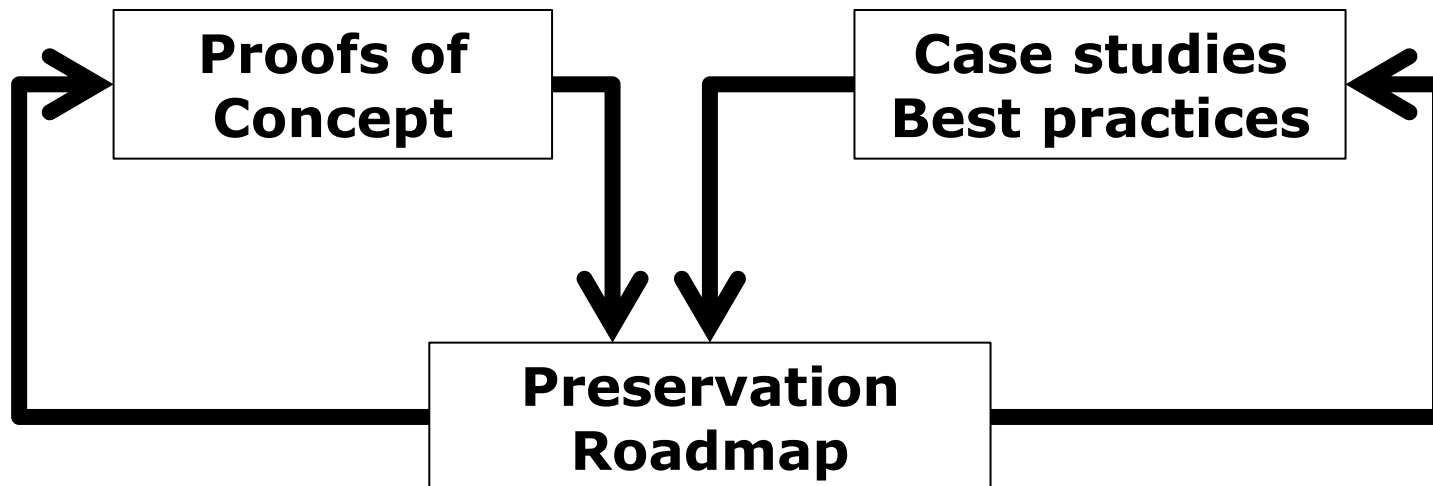 Proofs of
Concept
Case studies
Best practices
Preservation
Roadmap